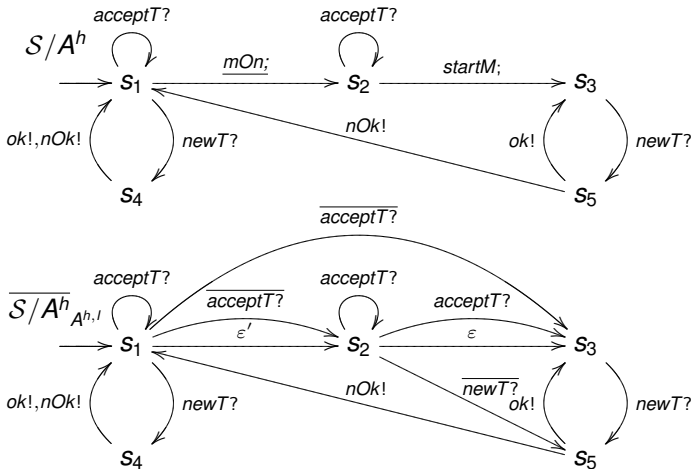 acceptT? acceptT?
S/A^h
s₁ mOn; s₂ startM; s₃
nOk!
ok!,nOk! newT? ok! newT?
s₄ s₅
acceptT?
acceptT? acceptT?
S/A^h A^{h,I} acceptT? acceptT?
s₁ ε′ s₂ ε s₃
nOk! newT?
ok!,nOk! newT? ok! newT?
s₄ s₅